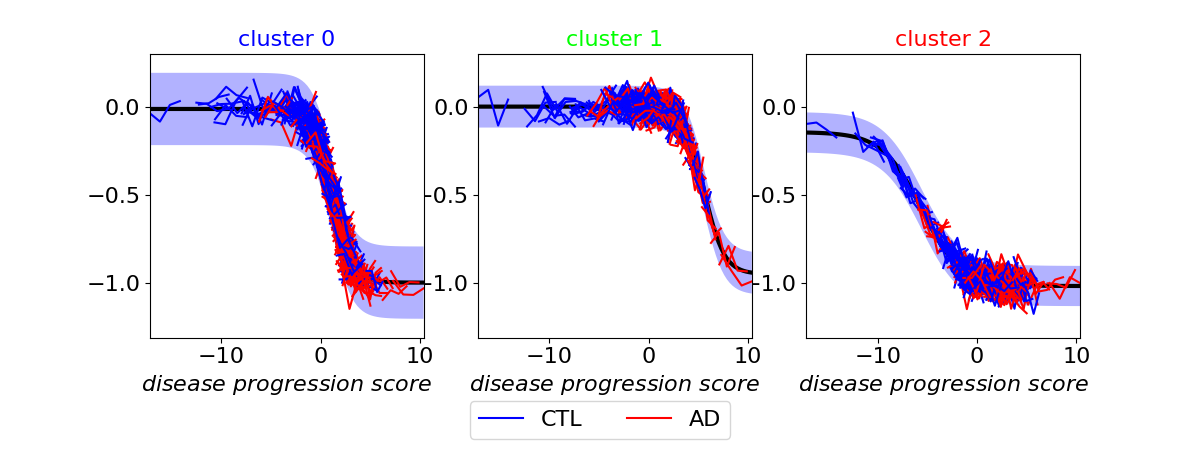 cluster 0 cluster 1 cluster 2
0.0 0.0 0.0
−0.5 −0.5 −0.5
−1.0 −1.0 −1.0
−10 0 10 −10 0 10 −10 0 10
disease progression score disease progression score disease progression score
CTL AD